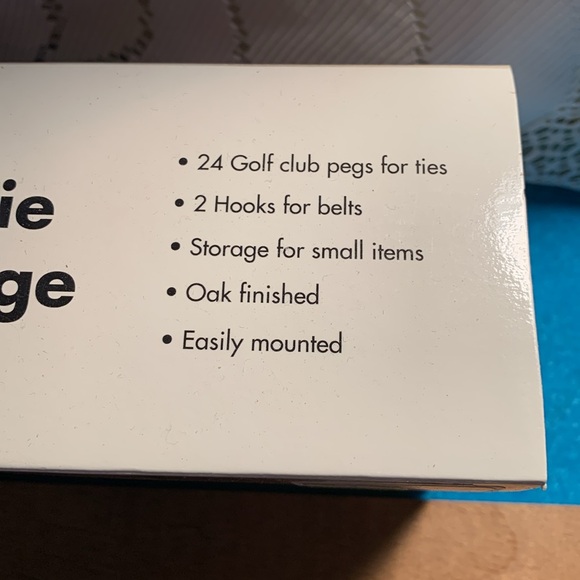 ie
ge
• 24 Golf club pegs for ties
• 2 Hooks for belts
• Storage for small items
• Oak finished
• Easily mounted